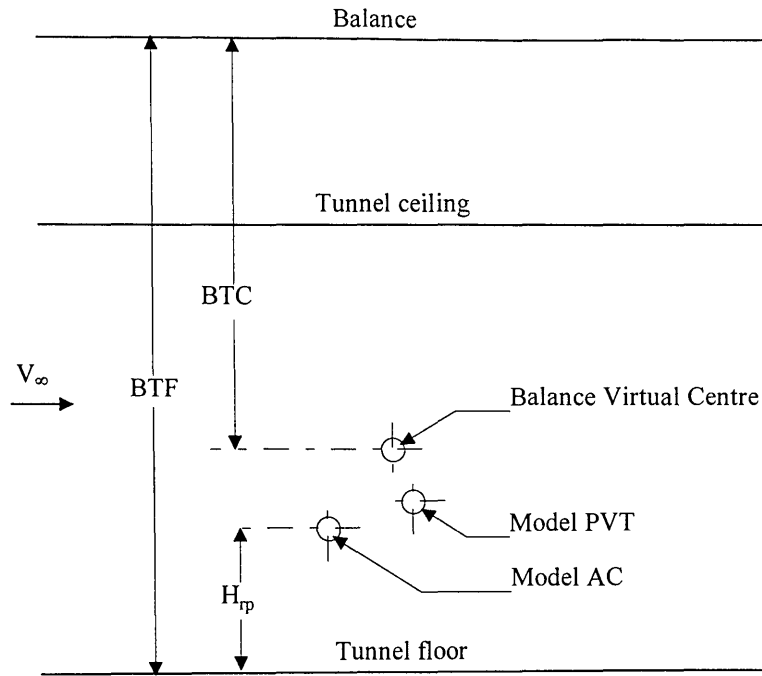 Balance
Tunnel ceiling
BTC
V∞
BTF
Balance Virtual Centre
Model PVT
Model AC
Hrp
Tunnel floor